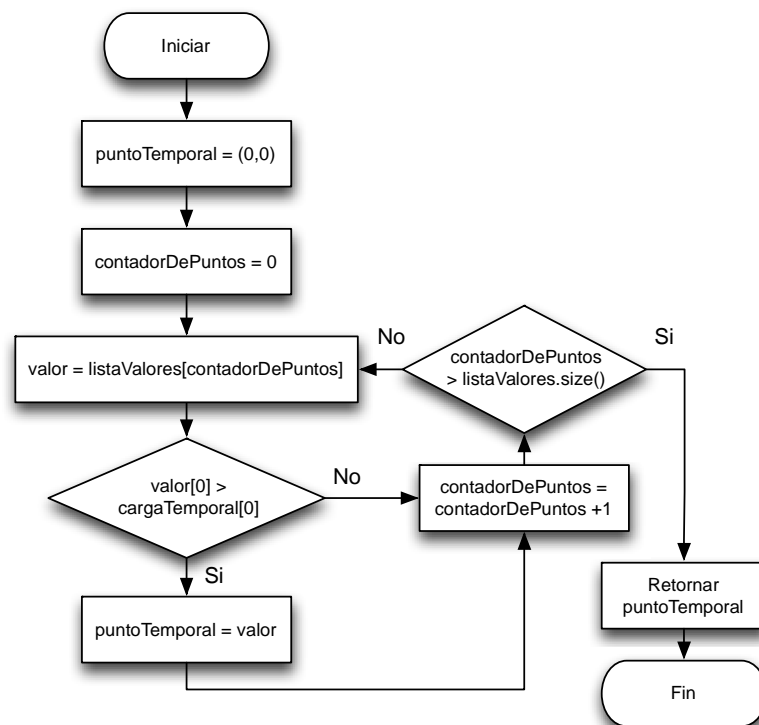 Iniciar
puntoTemporal = (0,0)
contadorDePuntos = 0
valor = listaValores[contadorDePuntos]
valor[0] >
cargaTemporal[0]
Si
puntoTemporal = valor
No
contadorDePuntos =
contadorDePuntos +1
contadorDePuntos
> listaValores.size()
No
Si
Retornar
puntoTemporal
Fin